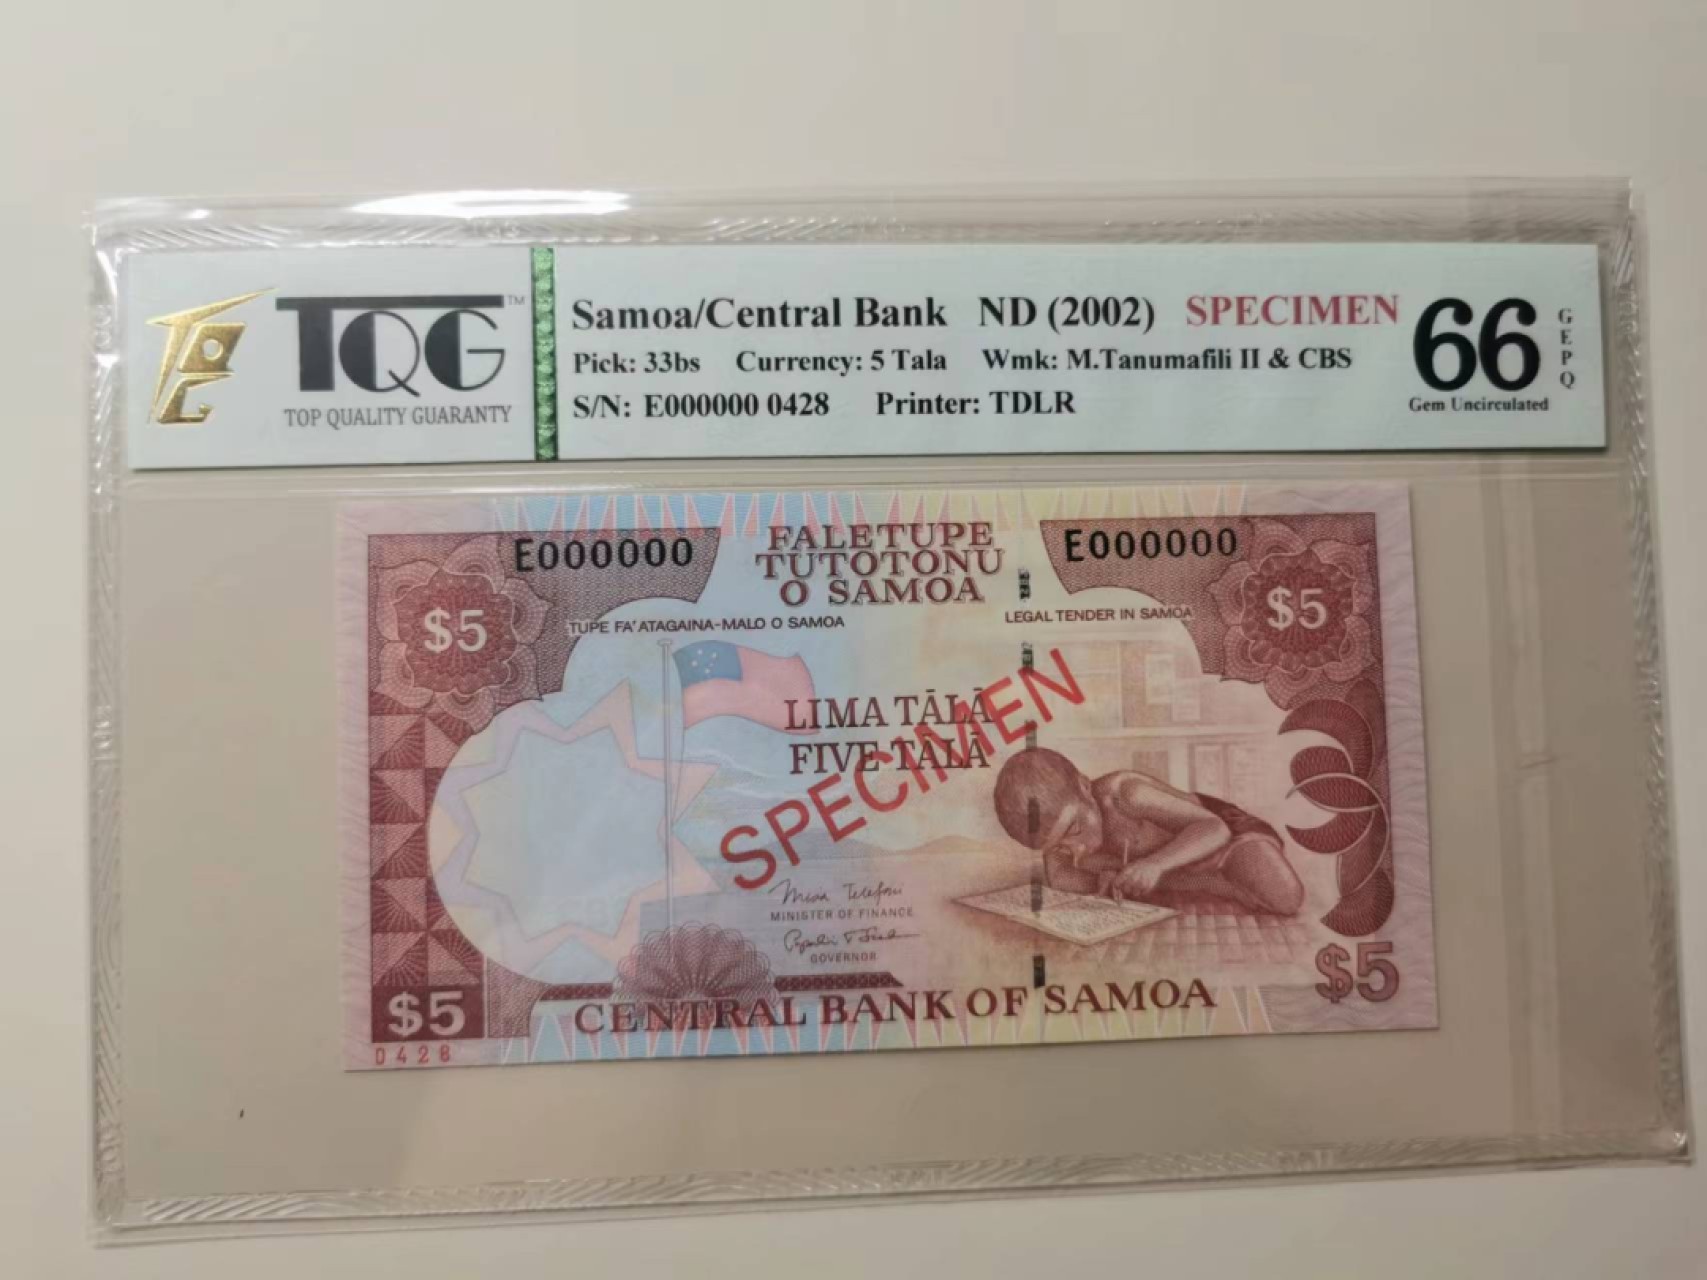 TQG™
TOP QUALITY GUARANTY
Samoa/Central Bank ND (2002) SPECIMEN
Pick: 33bs Currency: 5 Tala Wmk: M.Tanumafili II & CBS
S/N: E000000 0428 Printer: TDLR
66
GEPQ
Gem Uncirculated
E000000
FALETUPE
TUTOTONU
O SAMOA
E000000
$5
$5
TUPE FA'ATAGAINA-MALO O SAMOA
LEGAL TENDER IN SAMOA
LIMA TĀLĀ
FIVE TĀLĀ
SPECIMEN
MINISTER OF FINANCE
GOVERNOR
$5
$5
CENTRAL BANK OF SAMOA
0428